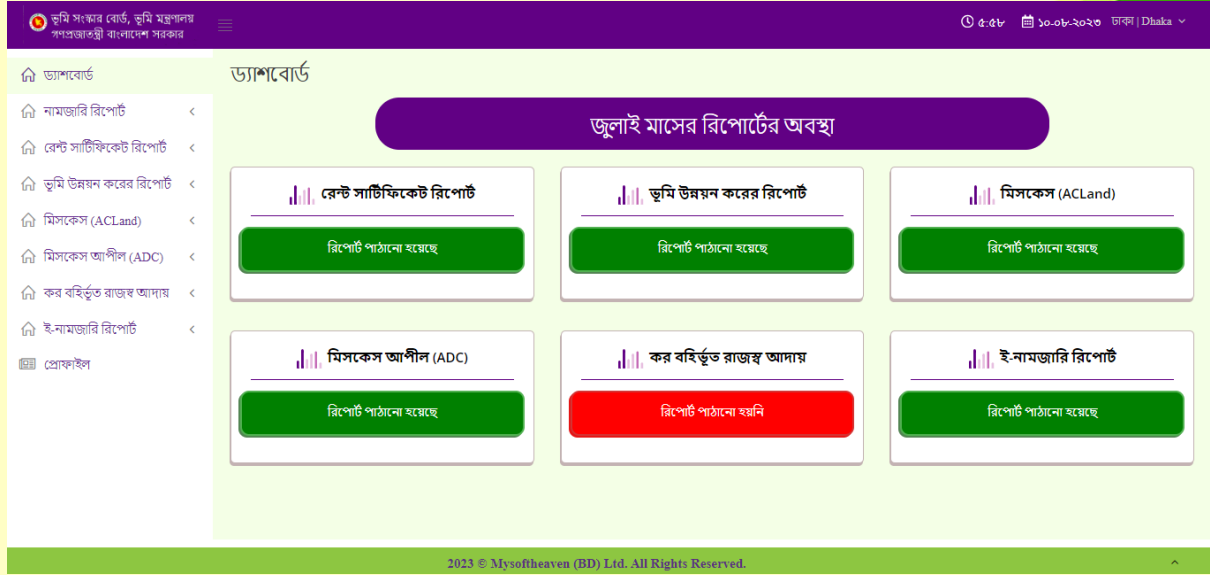 ভূমি সংস্কার বোর্ড, ভূমি মন্ত্রণালয়
গণপ্রজাতন্ত্রী বাংলাদেশ সরকার
৫:৫৮ ১০-০৮-২০২৩ ঢাকা | Dhaka
ড্যাশবোর্ড
নামজারি রিপোর্ট
রেন্ট সার্টিফিকেট রিপোর্ট
ভূমি উন্নয়ন করের রিপোর্ট
মিসকেস (ACLand)
মিসকেস আপীল (ADC)
কর বহির্ভূত রাজস্ব আদায়
ই-নামজারি রিপোর্ট
প্রোফাইল
ড্যাশবোর্ড
জুলাই মাসের রিপোর্টের অবস্থা
রেন্ট সার্টিফিকেট রিপোর্ট
রিপোর্ট পাঠানো হয়েছে
ভূমি উন্নয়ন করের রিপোর্ট
রিপোর্ট পাঠানো হয়েছে
মিসকেস (ACLand)
রিপোর্ট পাঠানো হয়েছে
মিসকেস আপীল (ADC)
রিপোর্ট পাঠানো হয়েছে
কর বহির্ভূত রাজস্ব আদায়
রিপোর্ট পাঠানো হয়নি
ই-নামজারি রিপোর্ট
রিপোর্ট পাঠানো হয়েছে
2023 © Mysoftheaven (BD) Ltd. All Rights Reserved.